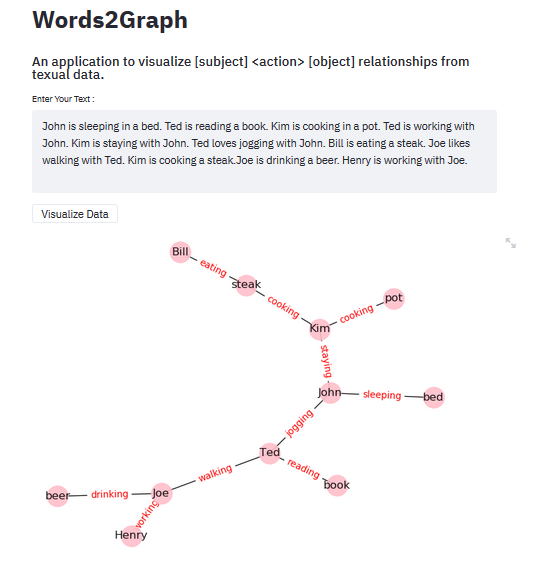 Words2Graph
An application to visualize [subject] <action> [object] relationships from
texual data.
Enter Your Text :
John is sleeping in a bed. Ted is reading a book. Kim is cooking in a pot. Ted is working with
John. Kim is staying with John. Ted loves jogging with John. Bill is eating a steak. Joe likes
walking with Ted. Kim is cooking a steak.Joe is drinking a beer. Henry is working with Joe.
Visualize Data
Bill
eating
steak
cooking
pot
cooking
Kim
staying
John
sleeping
bed
jogging
Ted
walking
reading
book
beer
drinking
Joe
working
Henry